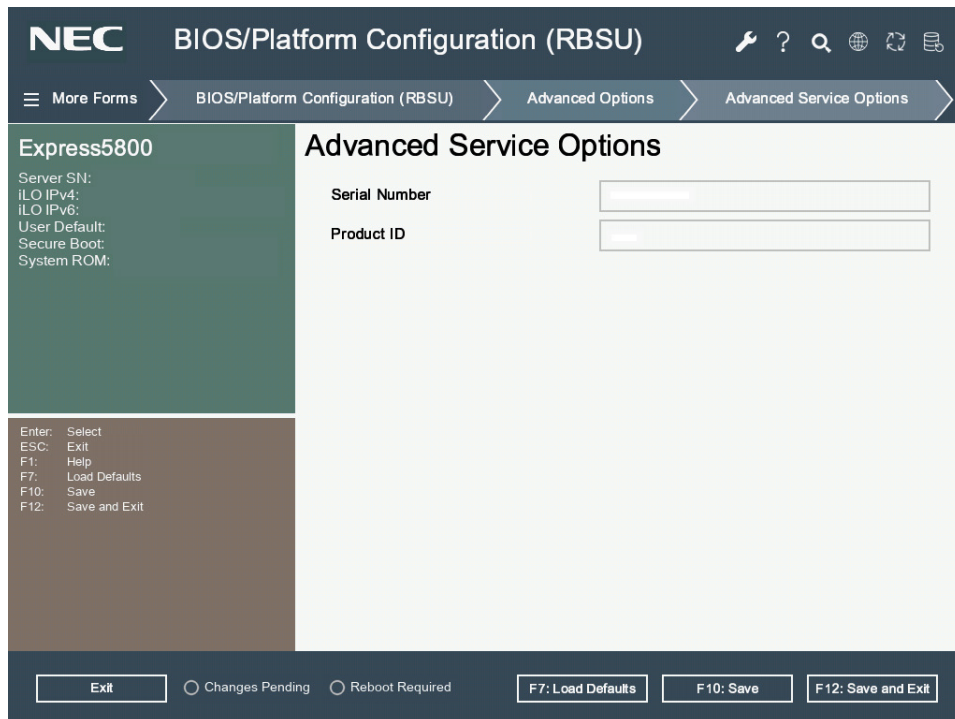 NEC BIOS/Platform Configuration (RBSU) ?
More Forms BIOS/Platform Configuration (RBSU) Advanced Options Advanced Service Options
Express5800
Server SN:
iLO IPv4:
iLO IPv6:
User Default:
Secure Boot:
System ROM:
Advanced Service Options
Serial Number
Product ID
Enter: Select
ESC: Exit
F1: Help
F7: Load Defaults
F10: Save
F12: Save and Exit
Exit Changes Pending Reboot Required F7: Load Defaults F10: Save F12: Save and Exit